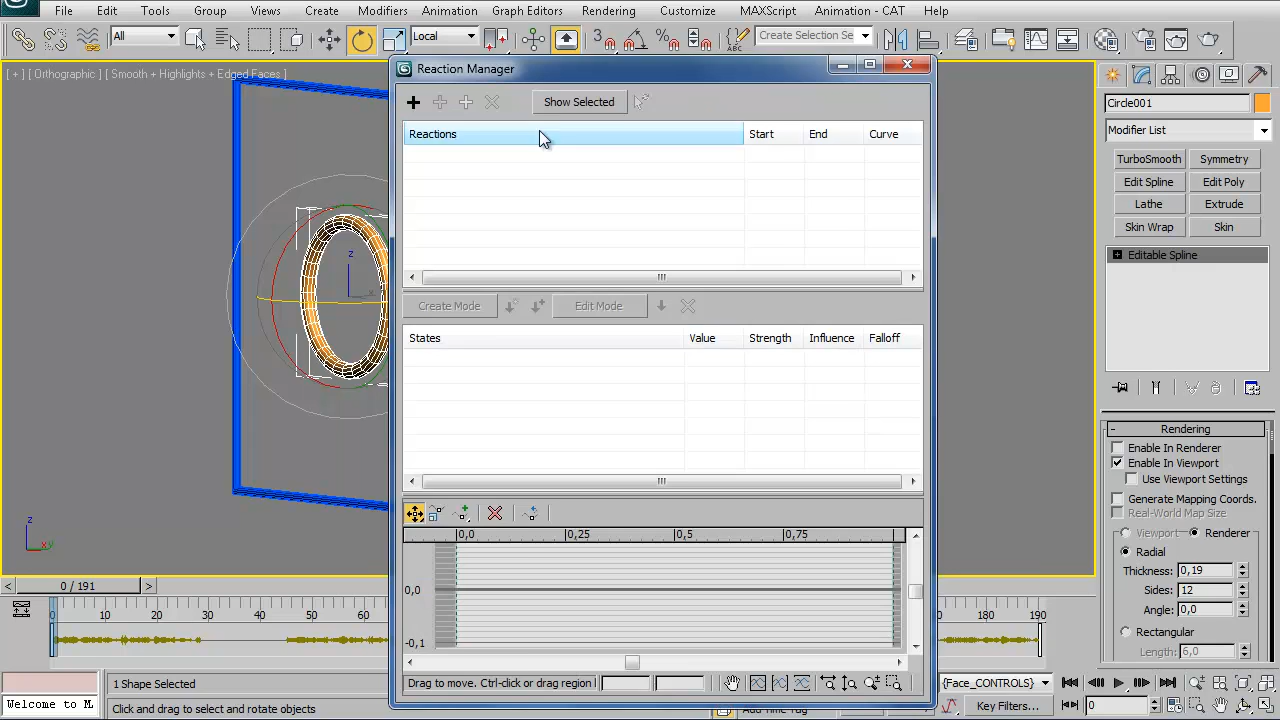 File Edit Tools Group Views Create Modifiers Animation Graph Editors Rendering Customize MAXScript Animation - CAT Help
All Local 3 Create Selection Se
[ + ] [ Orthographic ] [ Smooth + Highlights + Edged Faces ]
Reaction Manager
Show Selected
Reactions Start End Curve
Create Mode Edit Mode
States Value Strength Influence Falloff
0,0 0,25 0,5 0,75
0,0
-0,1
Drag to move. Ctrl-click or drag region
z
x
z
x y
Circle001
Modifier List
TurboSmooth Symmetry
Edit Spline Edit Poly
Lathe Extrude
Skin Wrap Skin
Editable Spline
- Rendering
Enable In Renderer
Enable In Viewport
Use Viewport Settings
Generate Mapping Coords.
Real-World Map Size
Viewport Renderer
Radial
Thickness: 0,19
Sides: 12
Angle: 0,0
Rectangular
Length: 6,0
< 0 / 191 >
0 10 20 30 40 50 60 180 190
1 Shape Selected
Welcome to M. Click and drag to select and rotate objects
Add Time Tag
{Face_CONTROLS}
Key Filters... 0